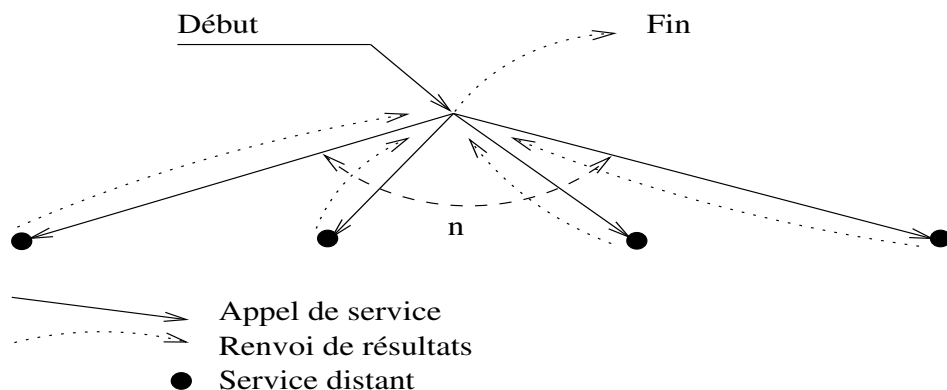 Début
Fin
n
Appel de service
Renvoi de résultats
Service distant